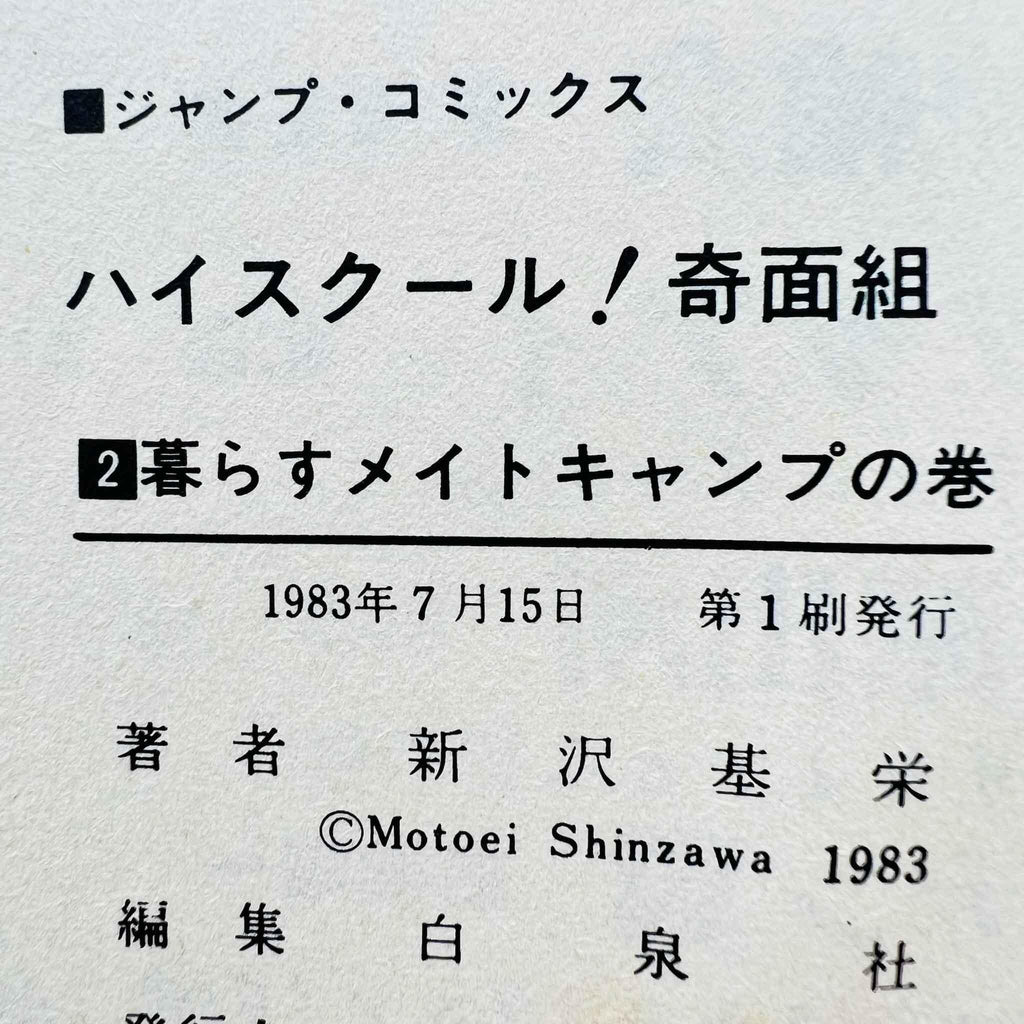 ■ジャンプ・コミックス
ハイスクール!奇面組
2暮らすメイトキャンプの巻
1983年7月15日 第1刷発行
著者 新沢基栄
©Motoei Shinzawa 1983
編集 白泉社